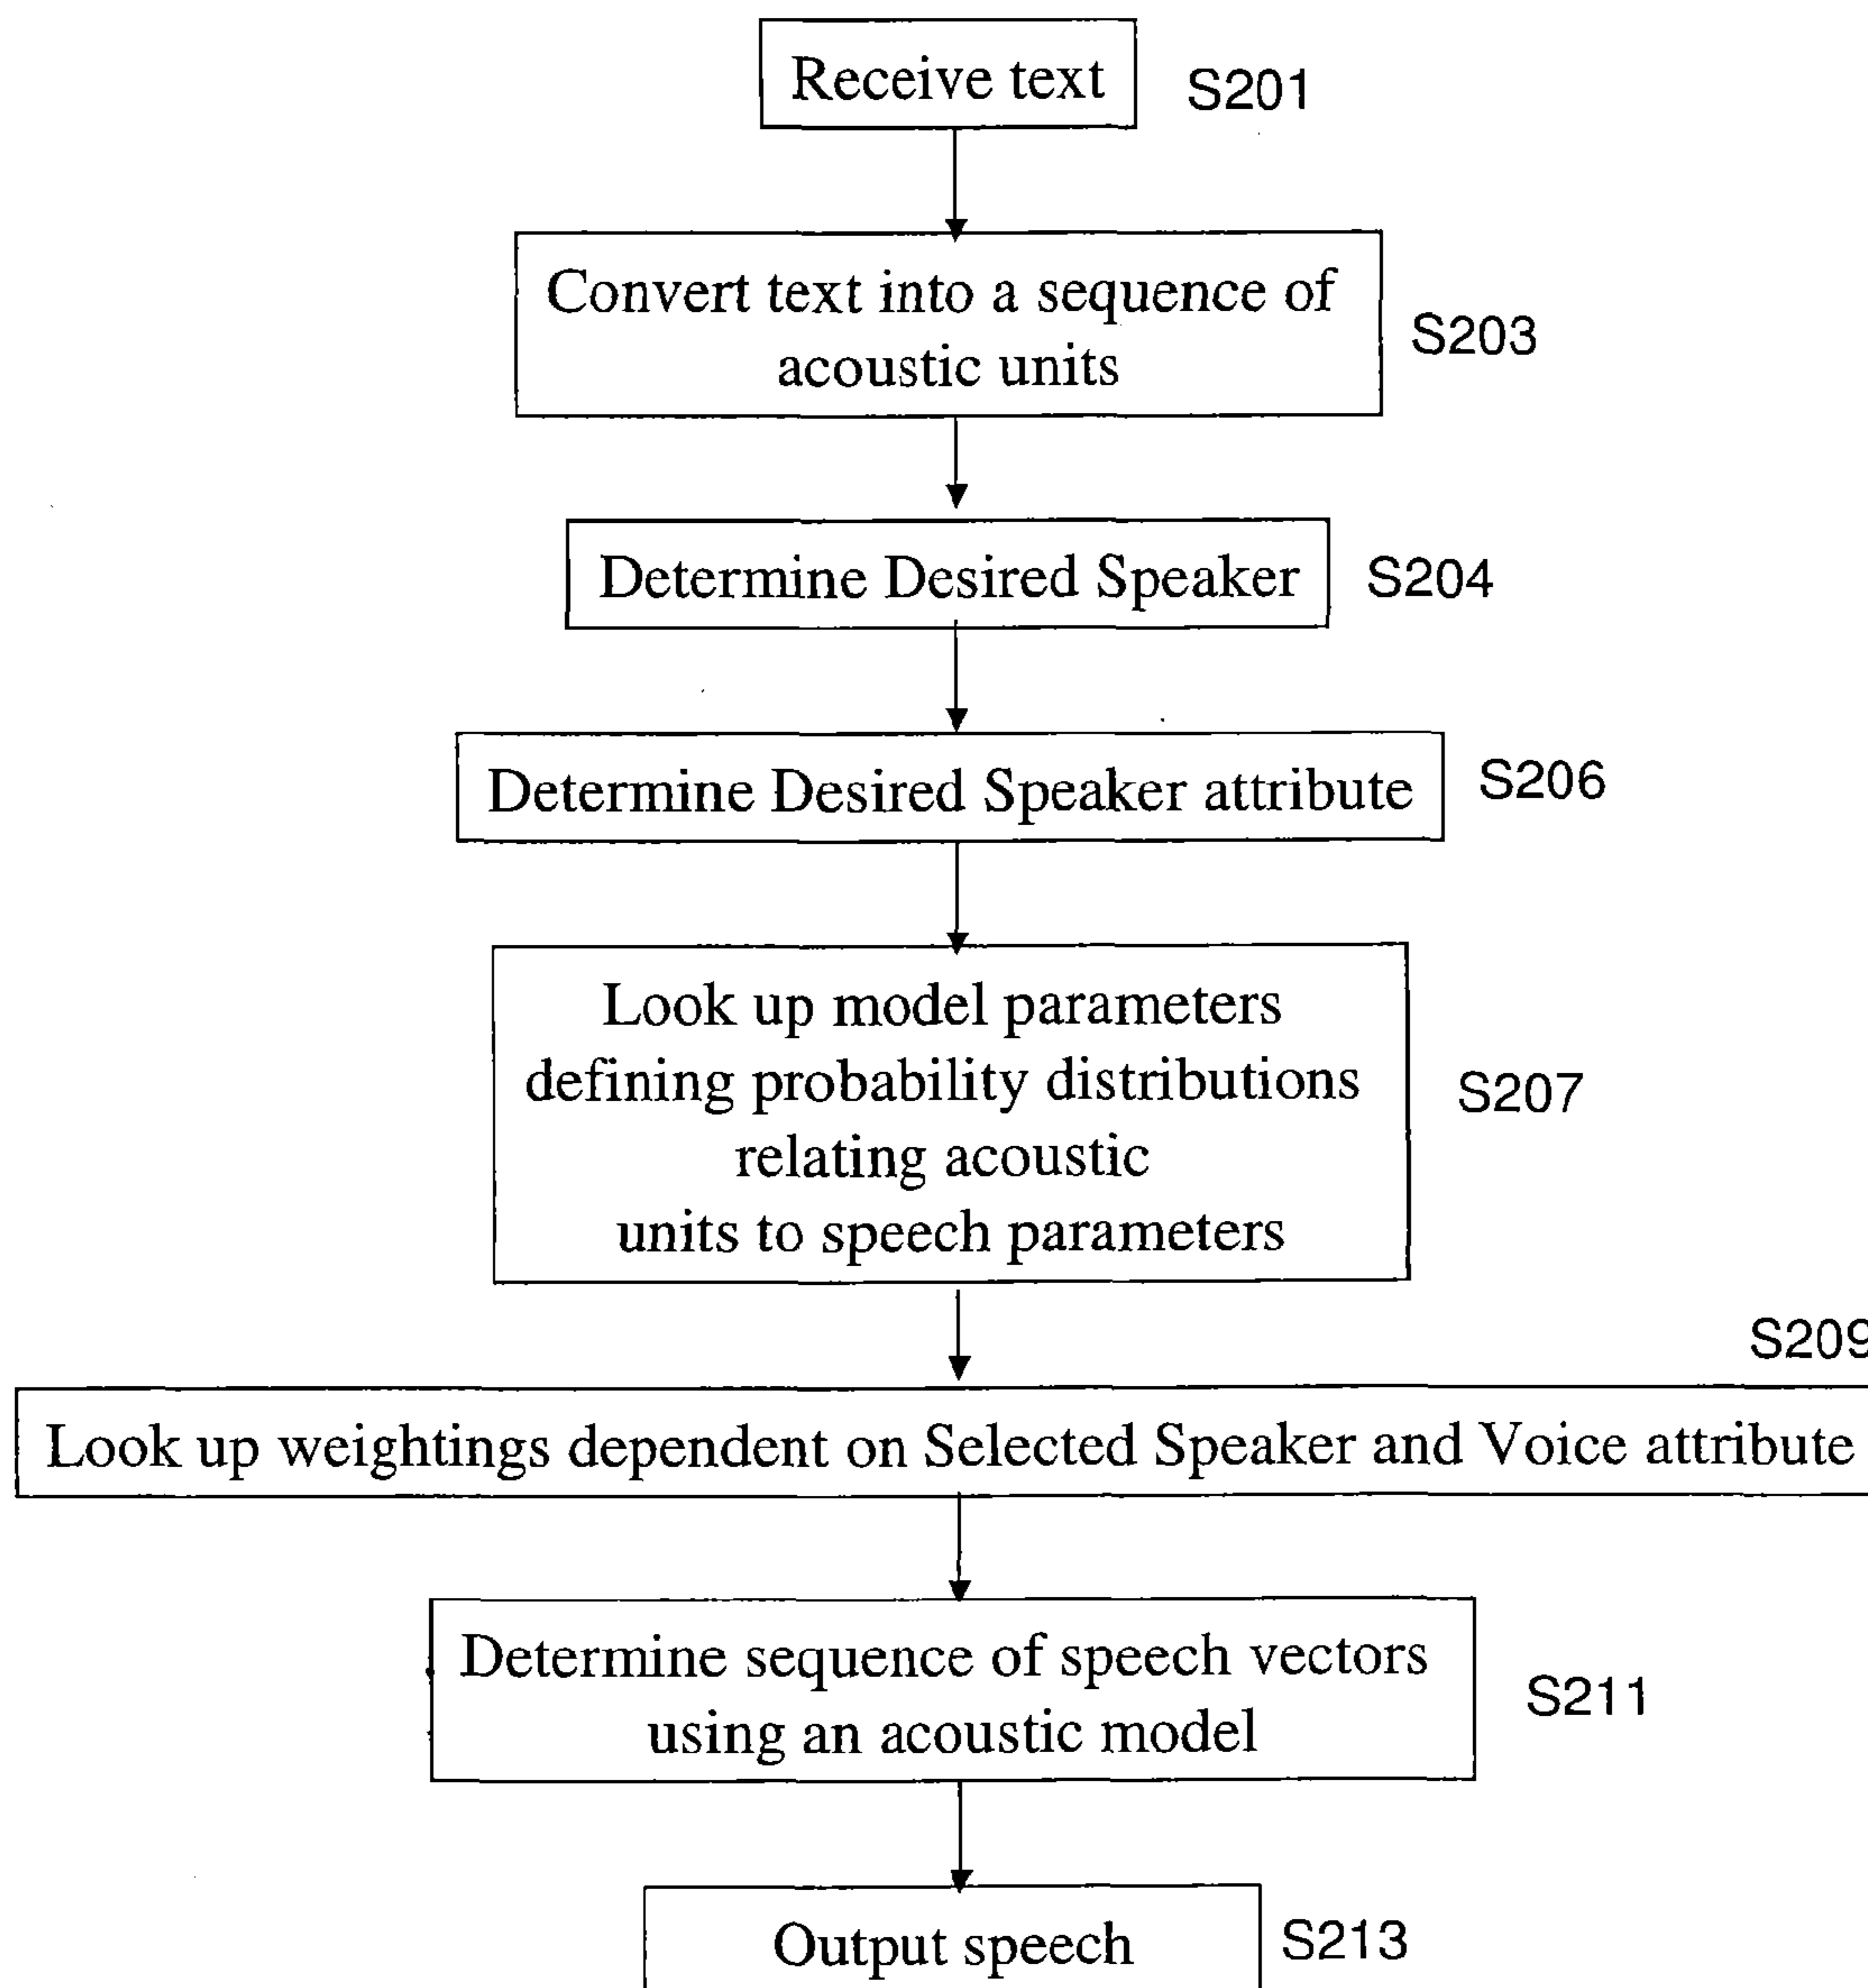 Receive text
S201
Convert text into a sequence of
acoustic units
S203
Determine Desired Speaker
S204
Determine Desired Speaker attribute
S206
Look up model parameters
defining probability distributions
relating acoustic
units to speech parameters
S207
S209
Look up weightings dependent on Selected Speaker and Voice attribute
Determine sequence of speech vectors
using an acoustic model
S211
Output speech
S213